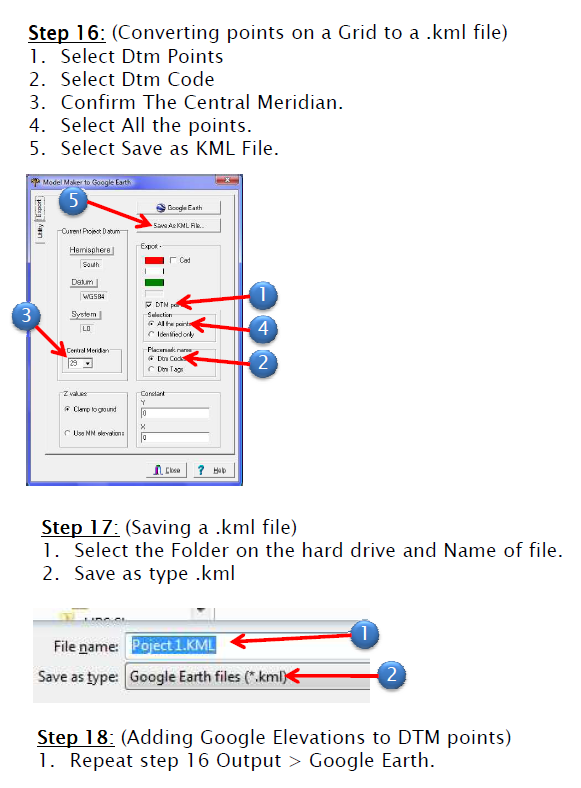 Step 16: (Converting points on a Grid to a .kml file)
1. Select Dtm Points
2. Select Dtm Code
3. Confirm The Central Meridian.
4. Select All the points.
5. Select Save as KML File.
Model Maker to Google Earth
5
Export
Utility
Google Earth
Save As KML File...
Current Project Datum
Hemisphere
South
Datum
WGS84
System
L0
3
Central Meridian
29
Export -
Cad
DTM
1
Selection
All the points
4
Identified only
Placemark name
Dtm Code
2
Dtm Tags
Z values
Clamp to ground
Use MM elevations
Constant
Y
0
X
0
Close
? Help
Step 17: (Saving a .kml file)
1. Select the Folder on the hard drive and Name of file.
2. Save as type .kml
File name: Poject 1.KML
1
Save as type: Google Earth files (*.kml)
2
Step 18: (Adding Google Elevations to DTM points)
1. Repeat step 16 Output > Google Earth.